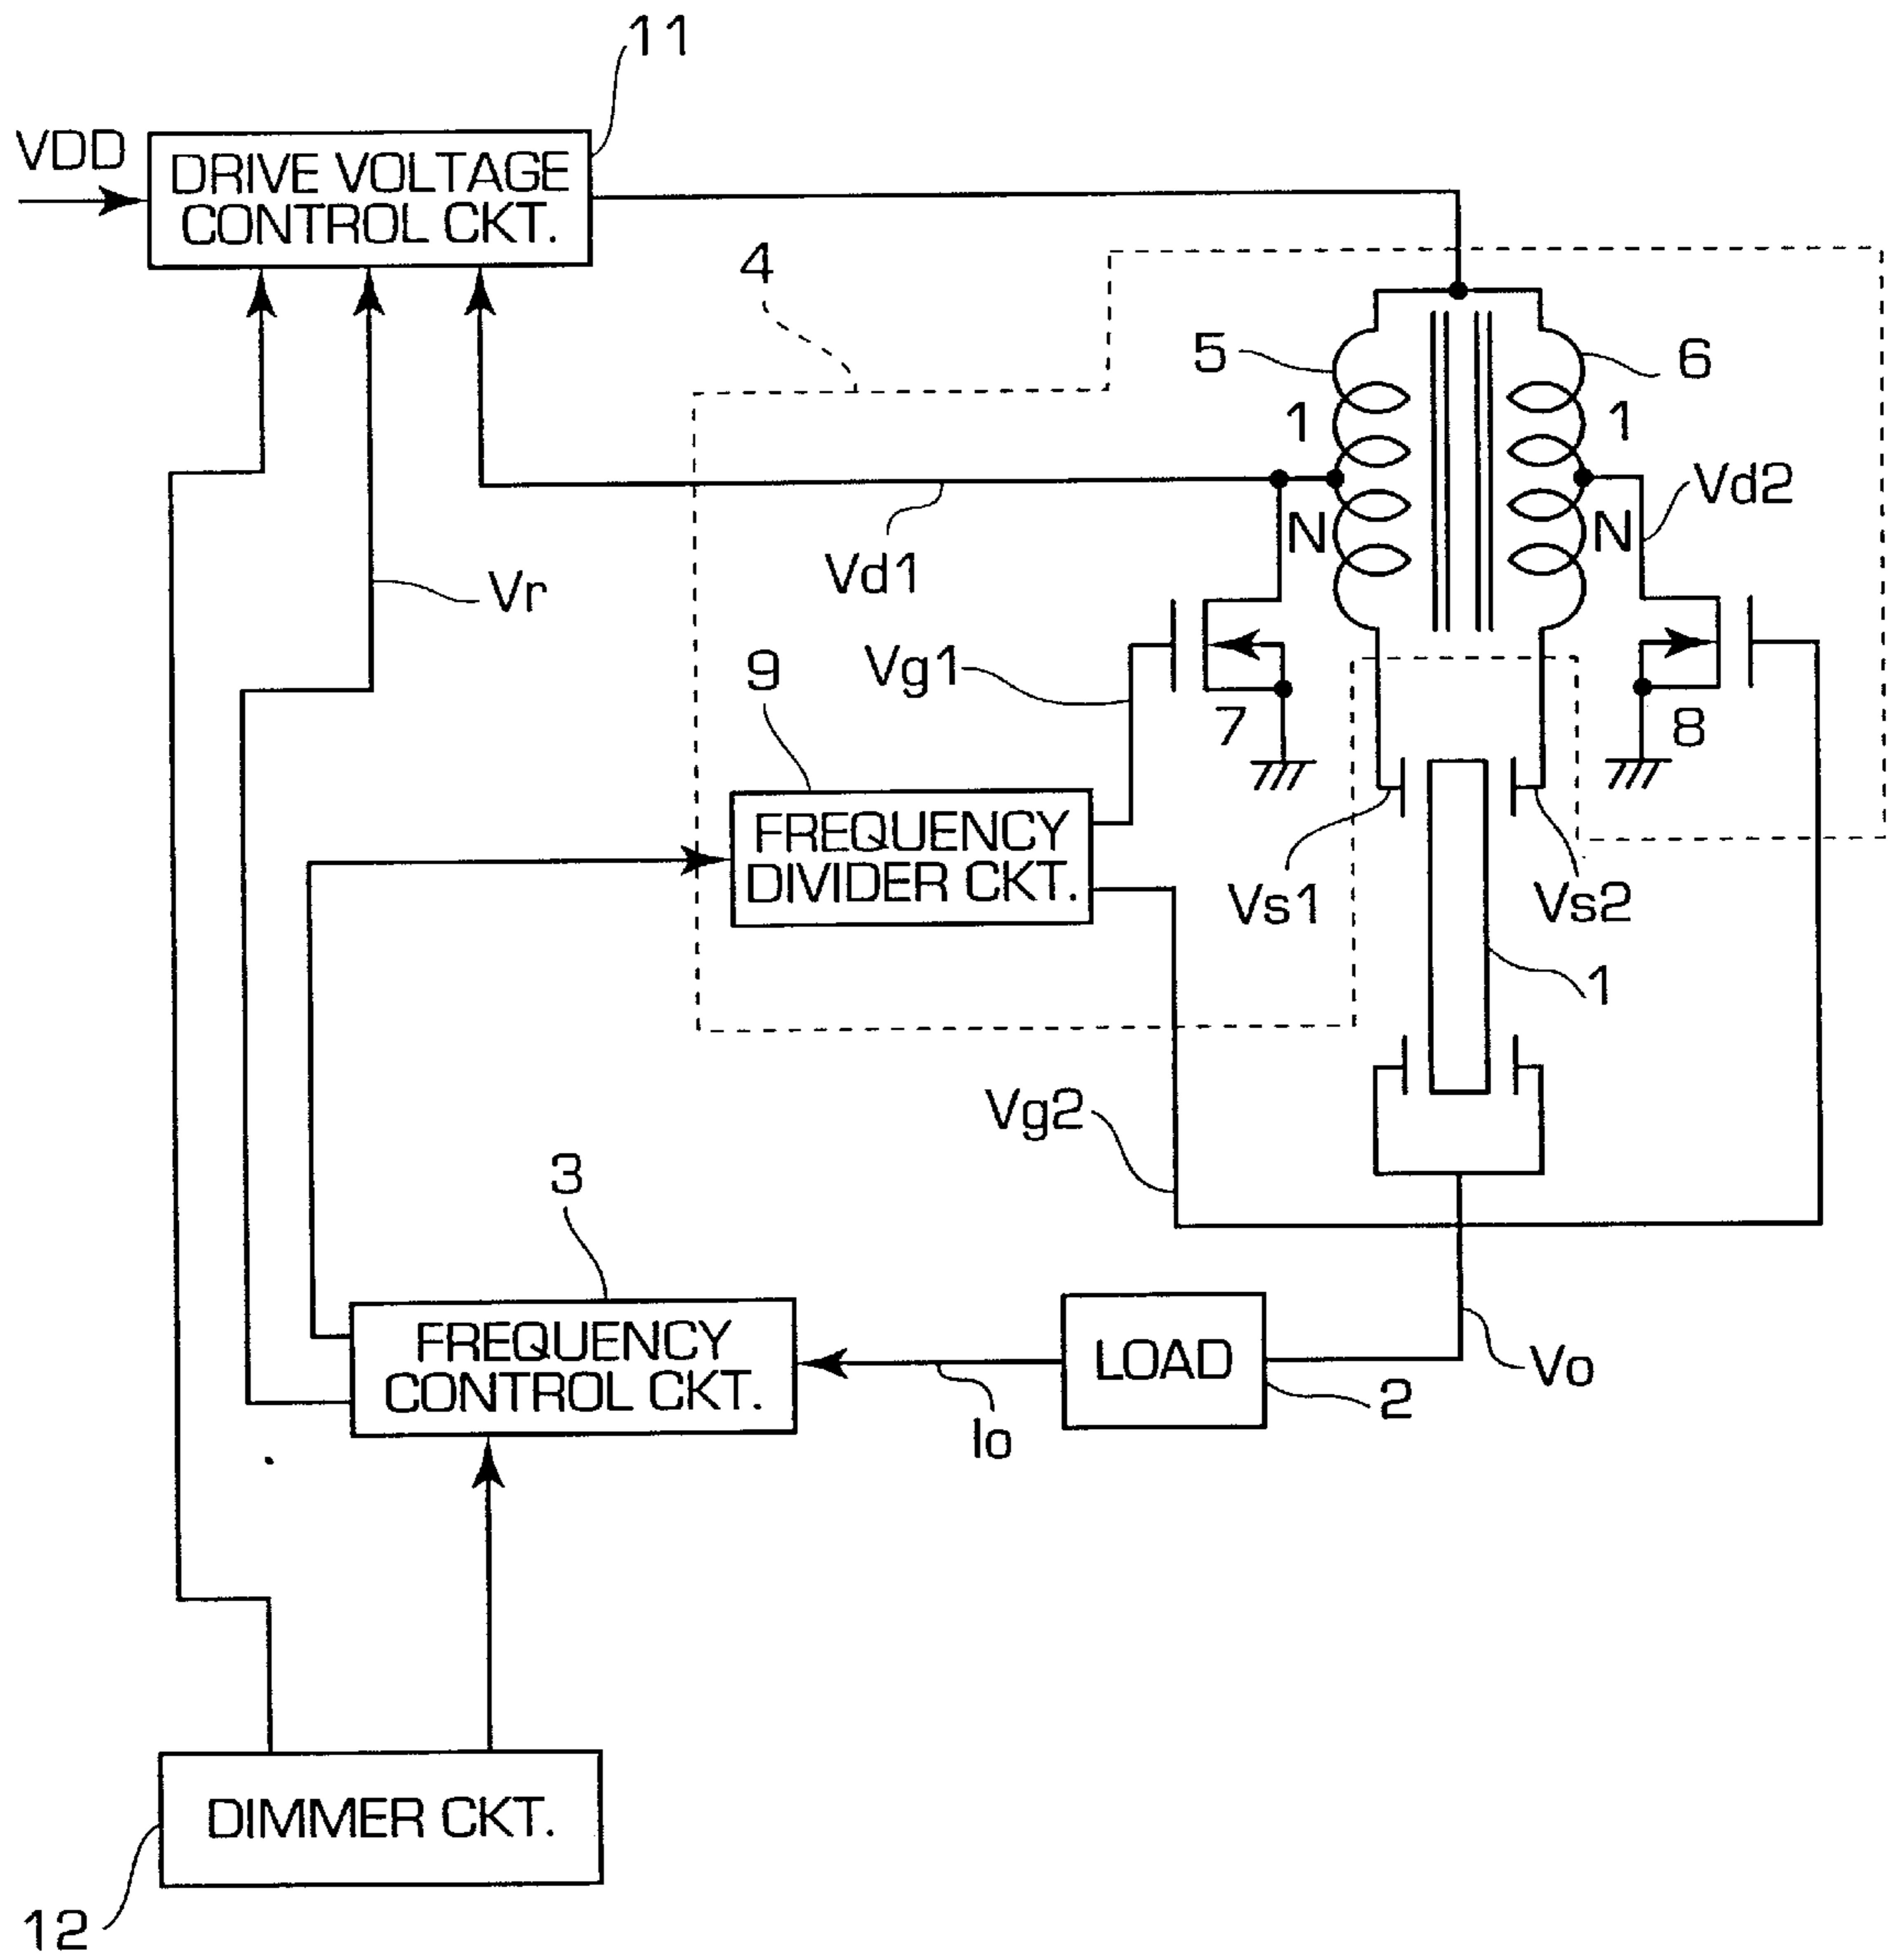 11
VDD
DRIVE VOLTAGE
CONTROL CKT.
4
5
6
1
1
Vd2
N
N
Vd1
Vr
Vg1
9
7
8
FREQUENCY
DIVIDER CKT.
Vs1
Vs2
1
Vg2
3
FREQUENCY
CONTROL CKT.
LOAD
Vo
2
Io
DIMMER CKT.
12